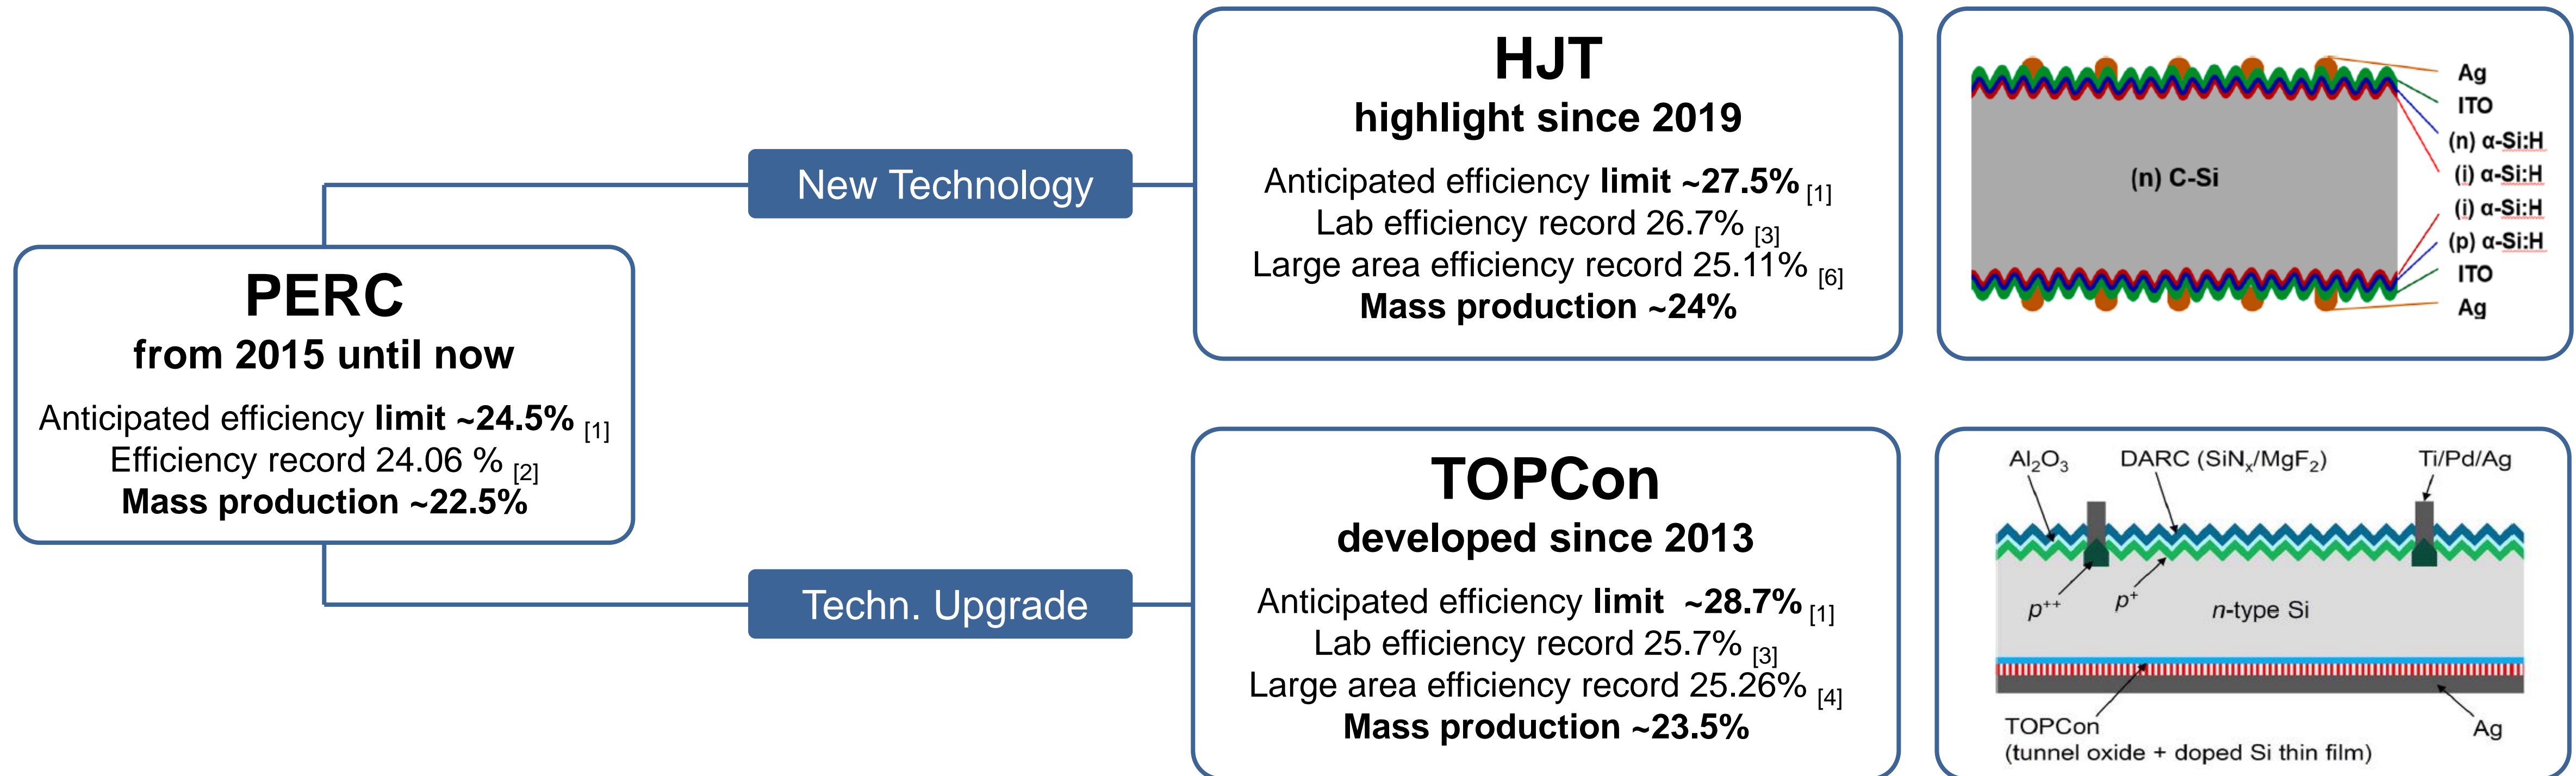 PERC
from 2015 until now
Anticipated efficiency limit ~24.5% [1]
Efficiency record 24.06 % [2]
Mass production ~22.5%
New Technology
Techn. Upgrade
HJT
highlight since 2019
Anticipated efficiency limit ~27.5% [1]
Lab efficiency record 26.7% [3]
Large area efficiency record 25.11% [6]
Mass production ~24%
(n) C-Si
Ag
ITO
(n) α-Si:H
(i) α-Si:H
(i) α-Si:H
(p) α-Si:H
ITO
Ag
TOPCon
developed since 2013
Anticipated efficiency limit ~28.7% [1]
Lab efficiency record 25.7% [3]
Large area efficiency record 25.26% [4]
Mass production ~23.5%
Al₂O₃ DARC (SiNₓ/MgF₂) Ti/Pd/Ag
p⁺⁺ p⁺ n-type Si
TOPCon
(tunnel oxide + doped Si thin film)
Ag